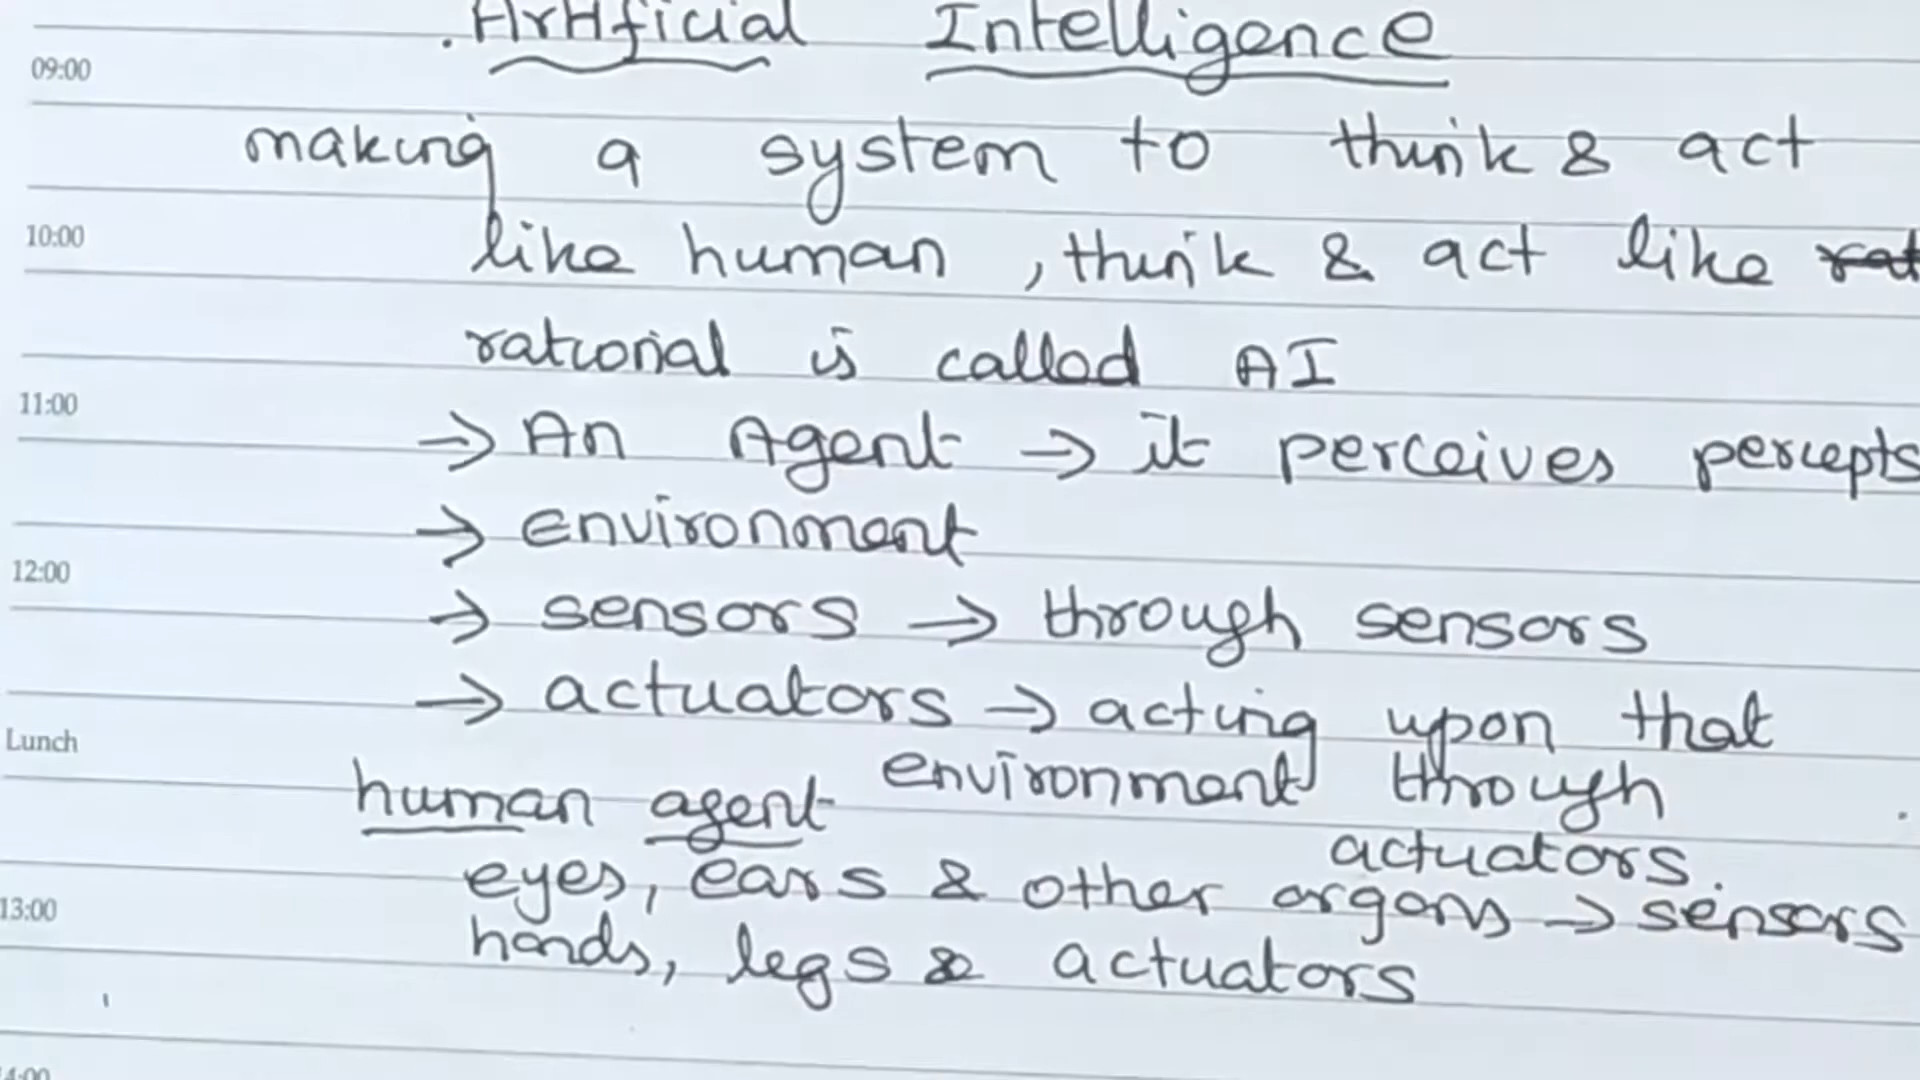 . Artificial Intelligence
09:00
making a system to think & act
10:00
like human , think & act like
rational is called AI
11:00
→ An Agent → it perceives percepts
→ environment
12:00
→ sensors → through sensors
→ actuators → acting upon that
Lunch
environment through
human agent
actuators.
eyes, ears & other organs → sensors
13:00
hands, legs & actuators